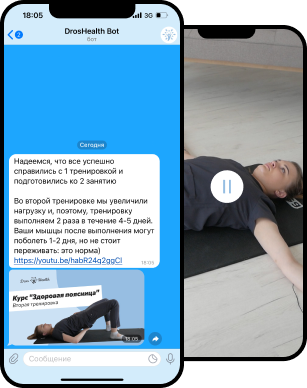 18:05
3G
2
DrosHealth Bot
бот
Сегодня
Надеемся, что все успешно
справились с 1 тренировкой и
подготовились ко 2 занятию
Во второй тренировке мы увеличили
нагрузку и, поэтому, тренировку
выполняем 2 раза в течение 4-5 дней.
Ваши мышцы после выполнения могут
поболеть 1-2 дня, но не стоит
переживать: это норма)
https://youtu.be/habR24q2ggCI
18:05
Курс "Здоровая поясница"
Вторая тренировка
18:05
Сообщение